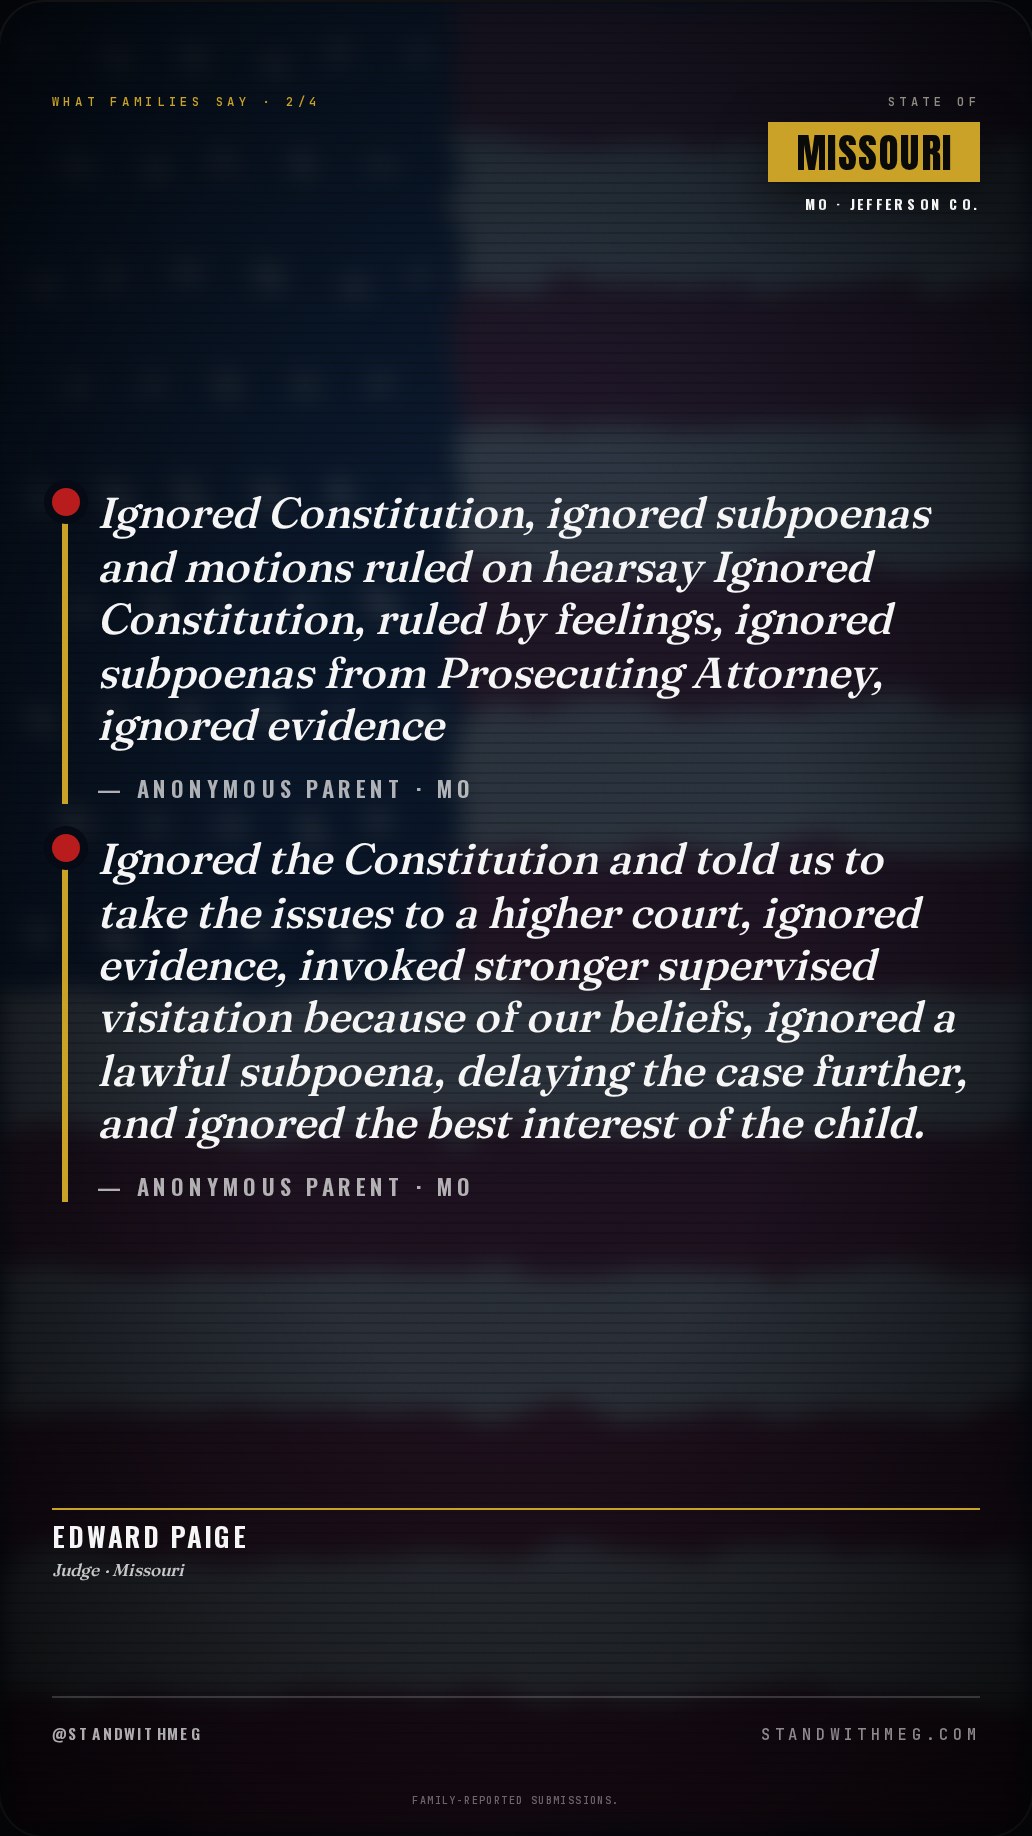 WHAT FAMILIES SAY · 2/4
STATE OF
MISSOURI
MO · JEFFERSON CO.
Ignored Constitution, ignored subpoenas
and motions ruled on hearsay Ignored
Constitution, ruled by feelings, ignored
subpoenas from Prosecuting Attorney,
ignored evidence
— ANONYMOUS PARENT · MO
Ignored the Constitution and told us to
take the issues to a higher court, ignored
evidence, invoked stronger supervised
visitation because of our beliefs, ignored a
lawful subpoena, delaying the case further,
and ignored the best interest of the child.
— ANONYMOUS PARENT · MO
EDWARD PAIGE
Judge · Missouri
@STANDWITHMEG
STANDWITHMEG.COM
FAMILY-REPORTED SUBMISSIONS.